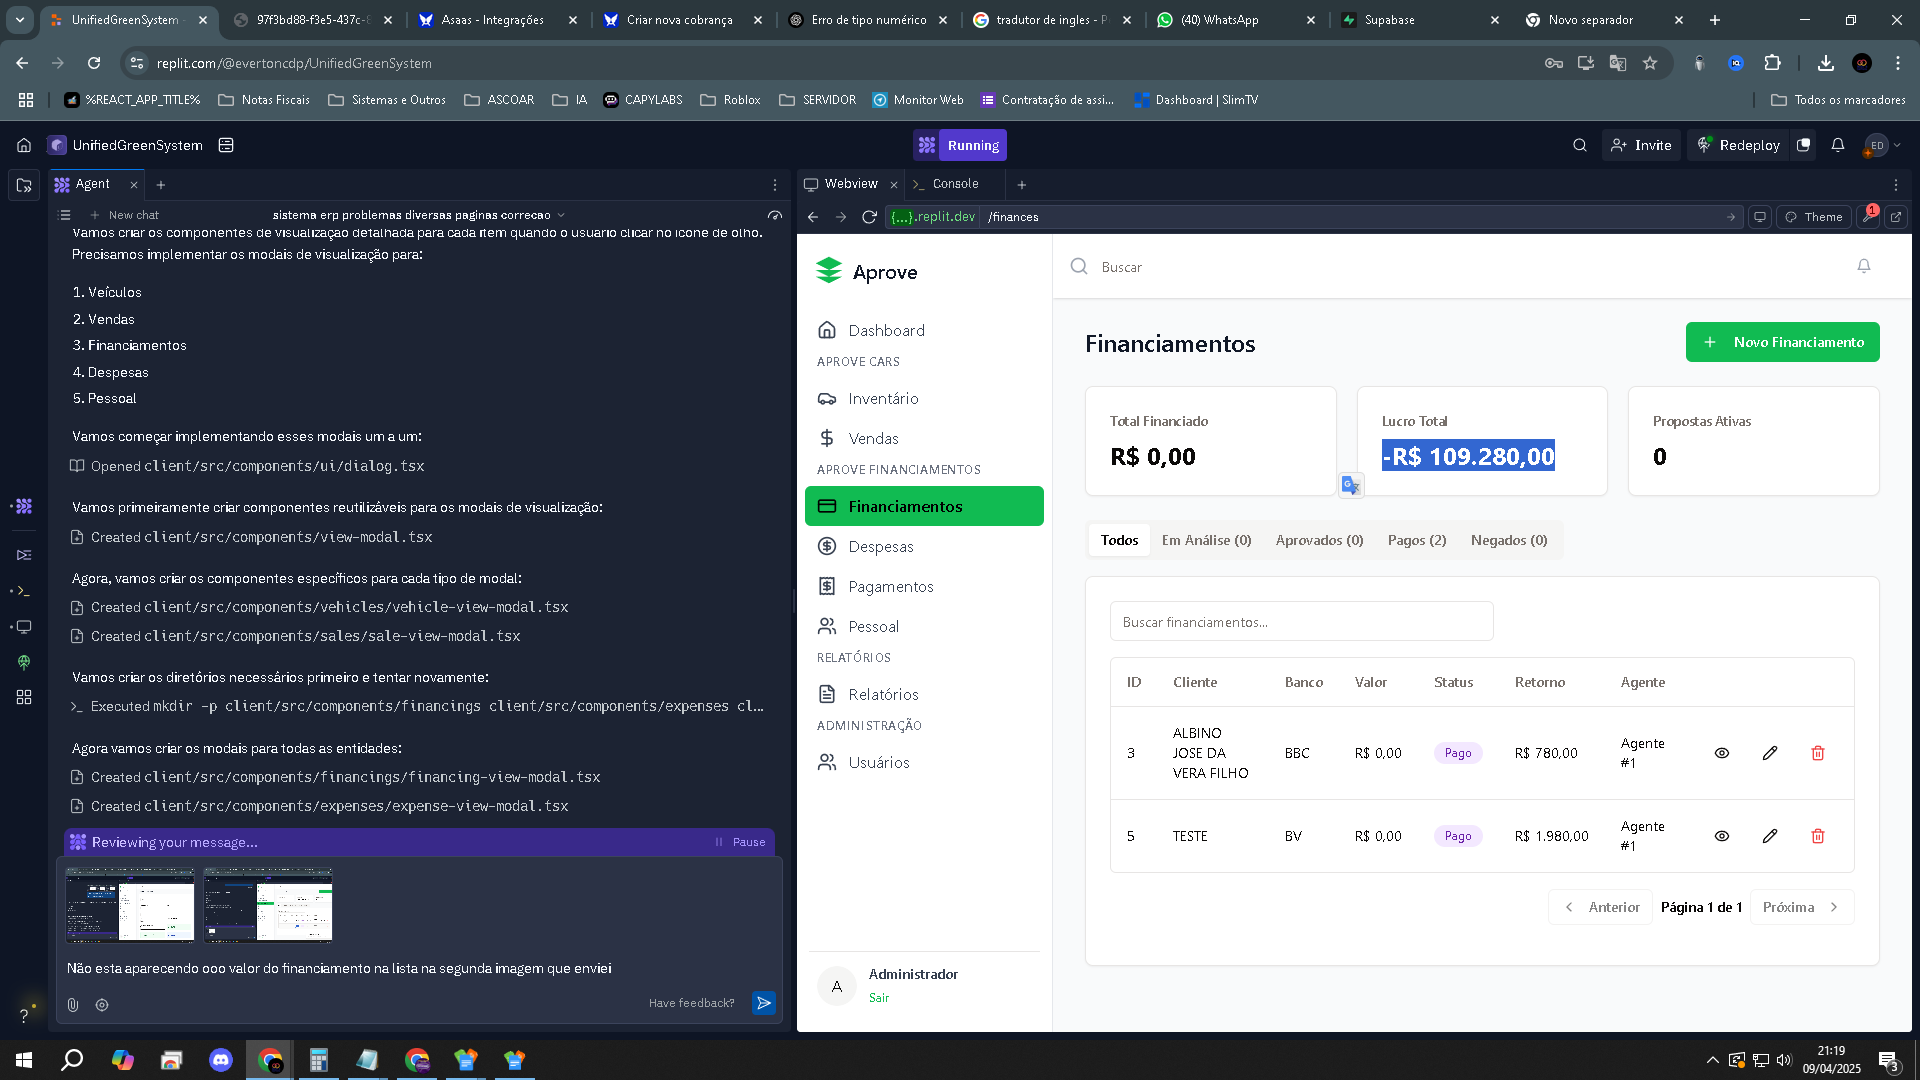 UnifiedGreenSystem -
97f3bd88-f3e5-437c-8
Asaas - Integrações
Criar nova cobrança
Erro de tipo numérico
tradutor de ingles - Pe
(40) WhatsApp
Supabase
Novo separador
replit.com/@evertoncdp/UnifiedGreenSystem
%REACT_APP_TITLE%
Notas Fiscais
Sistemas e Outros
ASCOAR
IA
CAPYLABS
Roblox
SERVIDOR
Monitor Web
Contratação de assi...
Dashboard | SlimTV
Todos os marcadores
UnifiedGreenSystem
Running
Invite
Redeploy
ED
Agent
New chat
sistema erp problemas diversas paginas correcao
Vamos criar os componentes de visualização detalhada para cada item quando o usuário clicar no ícone de olho.
Precisamos implementar os modais de visualização para:
1. Veículos
2. Vendas
3. Financiamentos
4. Despesas
5. Pessoal
Vamos começar implementando esses modais um a um:
Opened client/src/components/ui/dialog.tsx
Vamos primeiramente criar componentes reutilizáveis para os modais de visualização:
Created client/src/components/view-modal.tsx
Agora, vamos criar os componentes específicos para cada tipo de modal:
Created client/src/components/vehicles/vehicle-view-modal.tsx
Created client/src/components/sales/sale-view-modal.tsx
Vamos criar os diretórios necessários primeiro e tentar novamente:
Executed mkdir -p client/src/components/financings client/src/components/expenses cl...
Agora vamos criar os modais para todas as entidades:
Created client/src/components/financings/financing-view-modal.tsx
Created client/src/components/expenses/expense-view-modal.tsx
Reviewing your message...
Pause
Não esta aparecendo ooo valor do financiamento na lista na segunda imagem que enviei
Have feedback?
Webview
Console
{...}.replit.dev
/finances
Theme
1
Aprove
Dashboard
APROVE CARS
Inventário
Vendas
APROVE FINANCIAMENTOS
Financiamentos
Despesas
Pagamentos
Pessoal
RELATÓRIOS
Relatórios
ADMINISTRAÇÃO
Usuários
A
Administrador
Sair
Buscar
Financiamentos
Novo Financiamento
Total Financiado
R$ 0,00
Lucro Total
-R$ 109.280,00
Propostas Ativas
0
Todos
Em Análise (0)
Aprovados (0)
Pagos (2)
Negados (0)
Buscar financiamentos...
ID Cliente Banco Valor Status Retorno Agente
3 ALBINO JOSE DA VERA FILHO BBC R$ 0,00 Pago R$ 780,00 Agente #1
5 TESTE BV R$ 0,00 Pago R$ 1.980,00 Agente #1
Anterior
Página 1 de 1
Próxima
21:19
09/04/2025
3